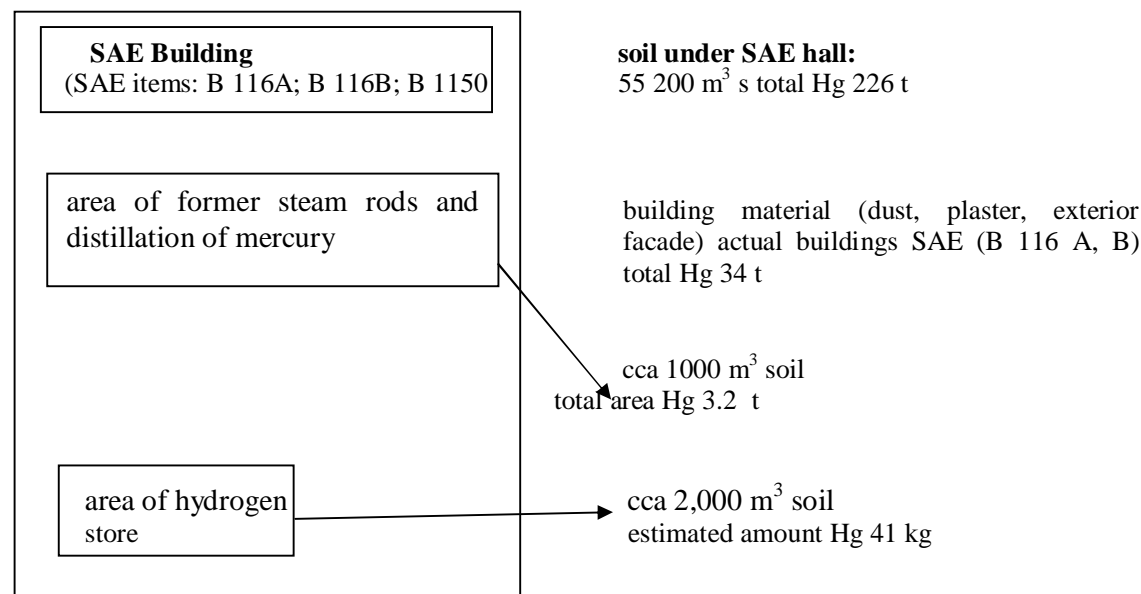 SAE Building
(SAE items: B 116A; B 116B; B 1150
soil under SAE hall:
55 200 m³ s total Hg 226 t
area of former steam rods and
distillation of mercury
building material (dust, plaster, exterior
facade) actual buildings SAE (B 116 A, B)
total Hg 34 t
cca 1000 m³ soil
total area Hg 3.2 t
area of hydrogen
store
cca 2,000 m³ soil
estimated amount Hg 41 kg